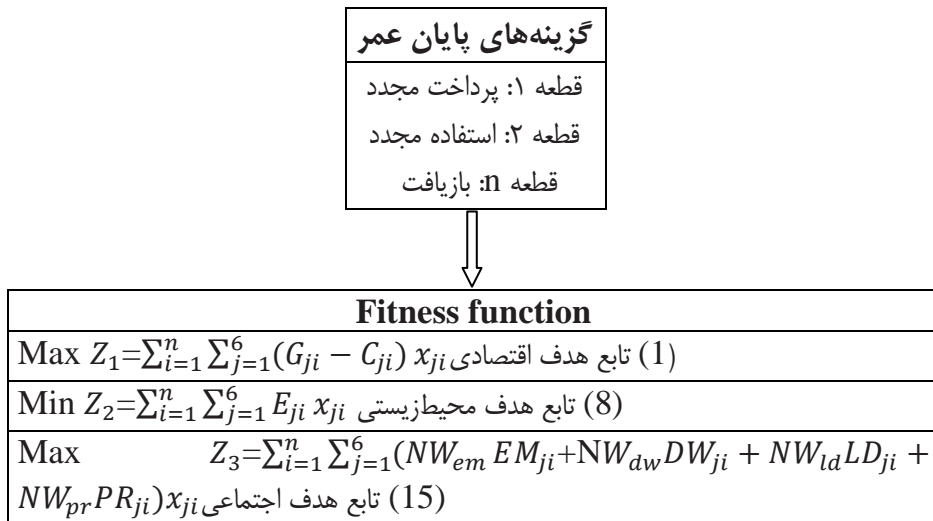 گزینه‌های پایان عمر
قطعه ۱: پرداخت مجدد
قطعه ۲: استفاده مجدد
قطعه n: بازیافت
Fitness function
Max Z₁=∑ⁿᵢ₌₁ ∑⁶ⱼ₌₁(Gⱼᵢ − Cⱼᵢ) xⱼᵢ تابع هدف اقتصادی (1)
Min Z₂=∑ⁿᵢ₌₁ ∑⁶ⱼ₌₁ Eⱼᵢ xⱼᵢ تابع هدف محیط‌زیستی (8)
Max Z₃=∑ⁿᵢ₌₁ ∑⁶ⱼ₌₁(NW_em EMⱼᵢ+NW_dw DWⱼᵢ + NW_ld LDⱼᵢ +
NW_pr PRⱼᵢ)xⱼᵢ تابع هدف اجتماعی (15)